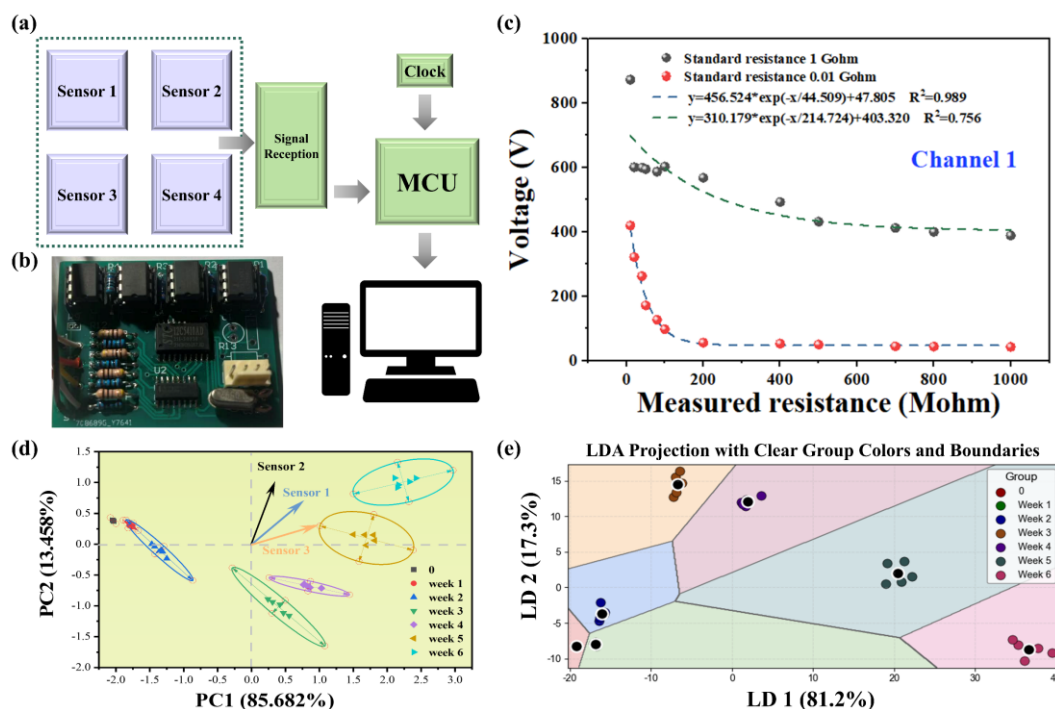 (a)
Sensor 1
Sensor 2
Sensor 3
Sensor 4
Signal
Reception
Clock
MCU
(b)
U2
(c)
1000
800
600
400
200
0
Voltage (V)
Standard resistance 1 Gohm
Standard resistance 0.01 Gohm
y=456.524*exp(-x/44.509)+47.805 R²=0.989
y=310.179*exp(-x/214.724)+403.320 R²=0.756
Channel 1
0
200
400
600
800
1000
Measured resistance (Mohm)
(d)
1.5
1.0
0.5
0.0
-0.5
-1.0
-1.5
-2.0
PC2 (13.458%)
Sensor 2
Sensor 1
Sensor 3
0
week 1
week 2
week 3
week 4
week 5
week 6
-2.0
-1.5
-1.0
-0.5
0.0
0.5
1.0
1.5
2.0
2.5
3.0
PC1 (85.682%)
(e)
LDA Projection with Clear Group Colors and Boundaries
15
10
5
0
-5
-10
LD 2 (17.3%)
Group
0
Week 1
Week 2
Week 3
Week 4
Week 5
Week 6
-20
-10
0
10
20
30
LD 1 (81.2%)